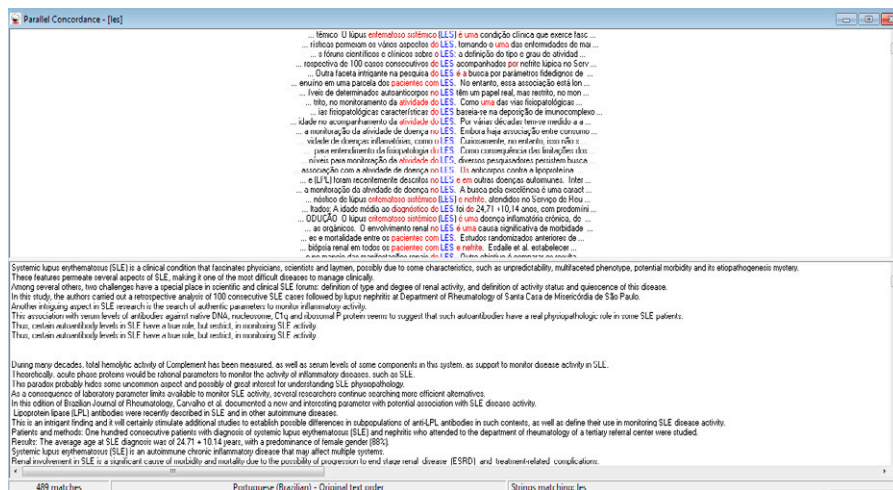 Parallel Concordance - [les]
... têmico O lúpus eritematoso sistêmico (LES) é uma condição clínica que exerce fasc ...
... rísticas permeiam os vários aspectos do LES, tornando o uma das enfermidades de mai ...
... s fóruns científicos e clínicos sobre o LES: a definição do tipo e grau de atividad ...
... rospectiva de 100 casos consecutivos de LES acompanhados por nefrite lúpica no Serv ...
... Outra faceta intrigante na pesquisa do LES é a busca por parâmetros fidedignos de ...
... enuíno em uma parcela dos pacientes com LES. No entanto, essa associação está lon ...
... íveis de determinados autoanticorpos no LES têm um papel real, mas restrito, no mon ...
... trito, no monitoramento da atividade do LES. Como uma das vias fisiopatológicas ...
... ias fisiopatológicas características do LES baseia-se na deposição de imunocomplexo ...
... idade no acompanhamento da atividade do LES. Por várias décadas tem-se medido a a ...
... a monitoração da atividade de doença no LES. Embora haja associação entre consumo ...
... vidade de doenças inflamatórias, como o LES. Curiosamente, no entanto, isso não s ...
... para entendimento da fisiopatologia do LES. Como consequência das limitações dos ...
... níveis para monitoração da atividade do LES, diversos pesquisadores persistem busca ...
... associação com a atividade de doença no LES. Os anticorpos contra a lipoproteína ...
... e (LPL) foram recentemente descritos no LES e em outras doenças autoimunes. Inter ...
... a monitoração da atividade de doença no LES. A busca pela excelência é uma caract ...
... nóstico de lúpus eritematoso sistêmico (LES) e nefrite, atendidos no Serviço de Reu ...
... ltados: A idade média ao diagnóstico de LES foi de 24,71 +10,14 anos, com predomíni ...
... ODUÇÃO O lúpus eritematoso sistêmico (LES) é uma doença inflamatória crônica, de ...
... as orgânicos. O envolvimento renal no LES é uma causa significativa de morbidade ...
... es e mortalidade entre os pacientes com LES. Estudos randomizados anteriores de ...
... biópsia renal em todos os pacientes com LES e nefrite. Esdaile et al. estabelecer ...
Systemic lupus erythematosus (SLE) is a clinical condition that fascinates physicians, scientists and laymen, possibly due to some characteristics, such as unpredictability, multifaceted phenotype, potential morbidity and its etiopathogenesis mystery.
These features permeate several aspects of SLE, making it one of the most difficult diseases to manage clinically.
Among several others, two challenges have a special place in scientific and clinical SLE forums: definition of type and degree of renal activity, and definition of activity status and quiescence of this disease.
In this study, the authors carried out a retrospective analysis of 100 consecutive SLE cases followed by lupus nephritis at Department of Rheumatology of Santa Casa de Misericórdia de São Paulo.
Another intriguing aspect in SLE research is the search of authentic parameters to monitor inflammatory activity.
This association with serum levels of antibodies against native DNA, nucleosome, C1q and ribosomal P protein seems to suggest that such autoantibodies have a real physiopathologic role in some SLE patients.
Thus, certain autoantibody levels in SLE have a true role, but restrict, in monitoring SLE activity.
Thus, certain autoantibody levels in SLE have a true role, but restrict, in monitoring SLE activity.
During many decades, total hemolytic activity of Complement has been measured, as well as serum levels of some components in this system, as support to monitor disease activity in SLE.
Theoretically, acute phase proteins would be rational parameters to monitor the activity of inflammatory diseases, such as SLE.
This paradox probably hides some uncommon aspect and possibly of great interest for understanding SLE physiopathology.
As a consequence of laboratory parameter limits available to monitor SLE activity, several researchers continue searching more efficient alternatives.
In this edition of Brazilian Journal of Rheumatology, Carvalho et al. documented a new and interesting parameter with potential association with SLE disease activity.
Lipoprotein lipase (LPL) antibodies were recently described in SLE and in other autoimmune diseases.
This is an intrigant finding and it will certainly stimulate additional studies to establish possible differences in subpopulations of anti-LPL antibodies in such contexts, as well as define their use in monitoring SLE disease activity.
Patients and methods: One hundred consecutive patients with diagnosis of systemic lupus erythematosus (SLE) and nephritis who attended to the department of rheumatology of a tertiary referral center were studied.
Results: The average age at SLE diagnosis was of 24.71 + 10.14 years, with a predominance of female gender (88%).
Systemic lupus erythematosus (SLE) is an autoimmune chronic inflammatory disease that may affect multiple systems.
Renal involvement in SLE is a significant cause of morbidity and mortality due to the possibility of progression to end stage renal disease (ESRD) and treatment-related complications.
489 matches
Portuguese (Brazilian) - Original text order
Strings matching: les